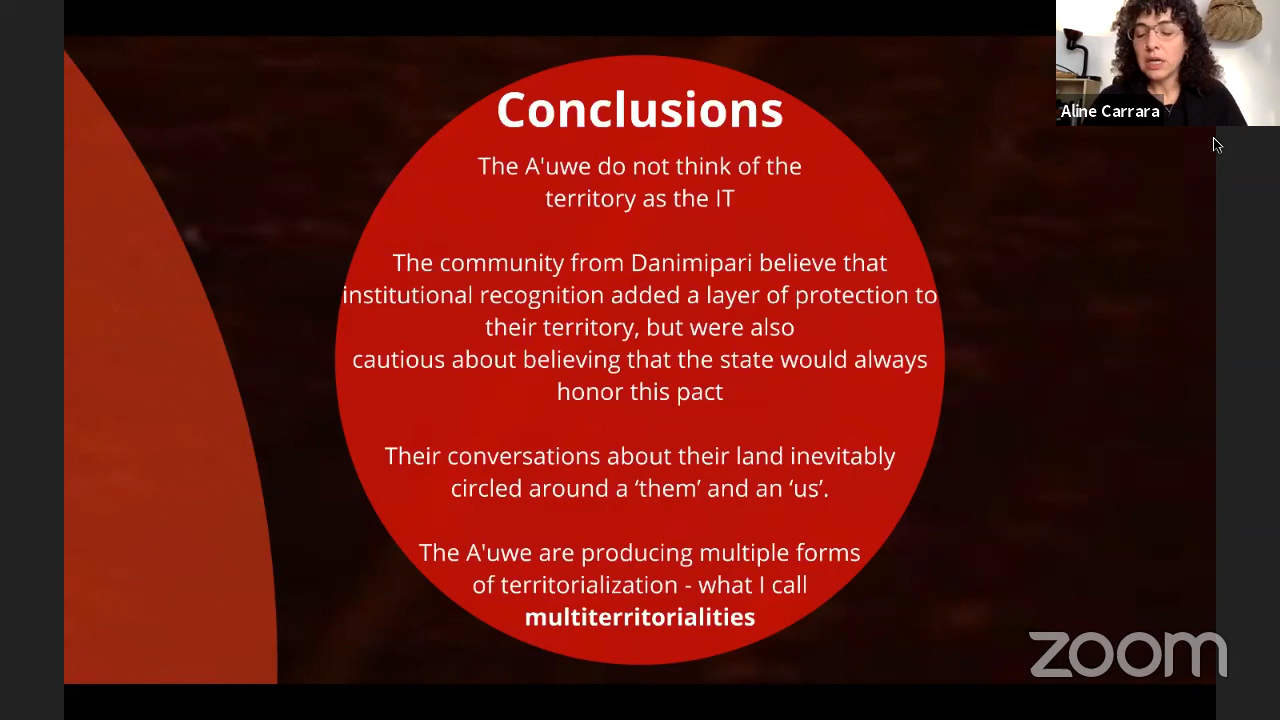 Conclusions
The A'uwe do not think of the
territory as the IT
The community from Danimipari believe that
institutional recognition added a layer of protection to
their territory, but were also
cautious about believing that the state would always
honor this pact
Their conversations about their land inevitably
circled around a ‘them’ and an ‘us’.
The A'uwe are producing multiple forms
of territorialization - what I call
multiterritorialities
Aline Carrara
zoom